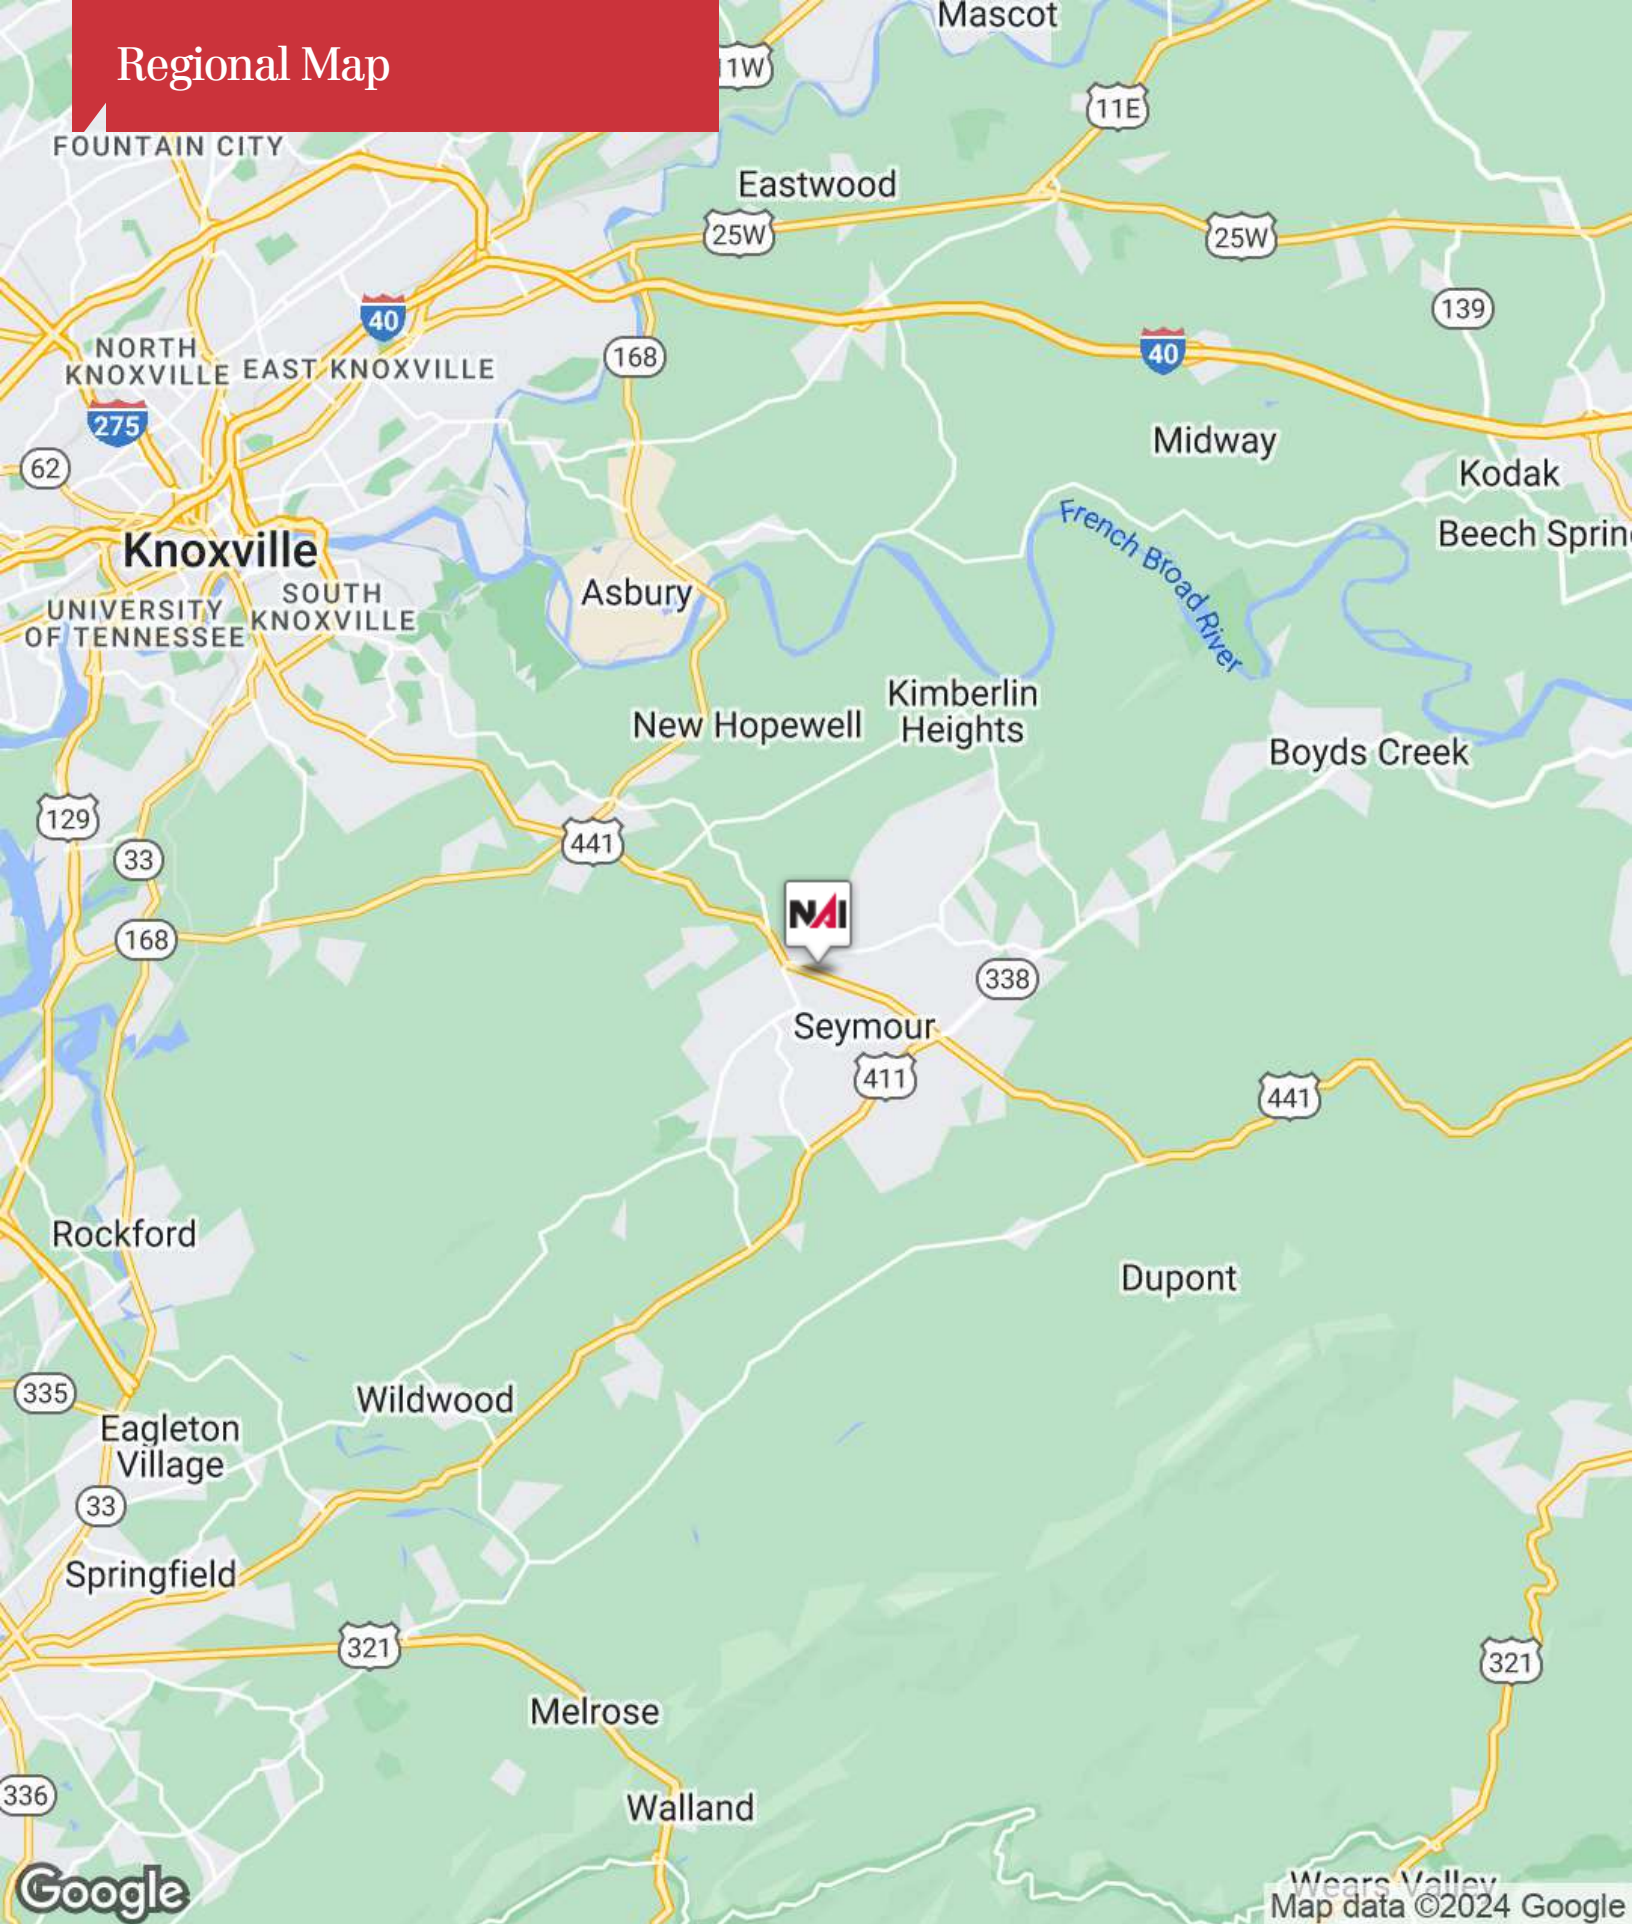 Regional Map
Mascot
11W
11E
FOUNTAIN CITY
Eastwood
25W
25W
139
40
40
NORTH
KNOXVILLE
EAST KNOXVILLE
168
275
62
Midway
Kodak
French Broad River
Beech Sprin
Knoxville
Asbury
SOUTH
KNOXVILLE
UNIVERSITY
OF TENNESSEE
Kimberlin
Heights
New Hopewell
Boyds Creek
129
441
33
NAI
168
338
Seymour
411
441
Rockford
Dupont
335
Wildwood
Eagleton
Village
33
Springfield
321
321
Melrose
336
Walland
Wears Valley
Google
Map data ©2024 Google